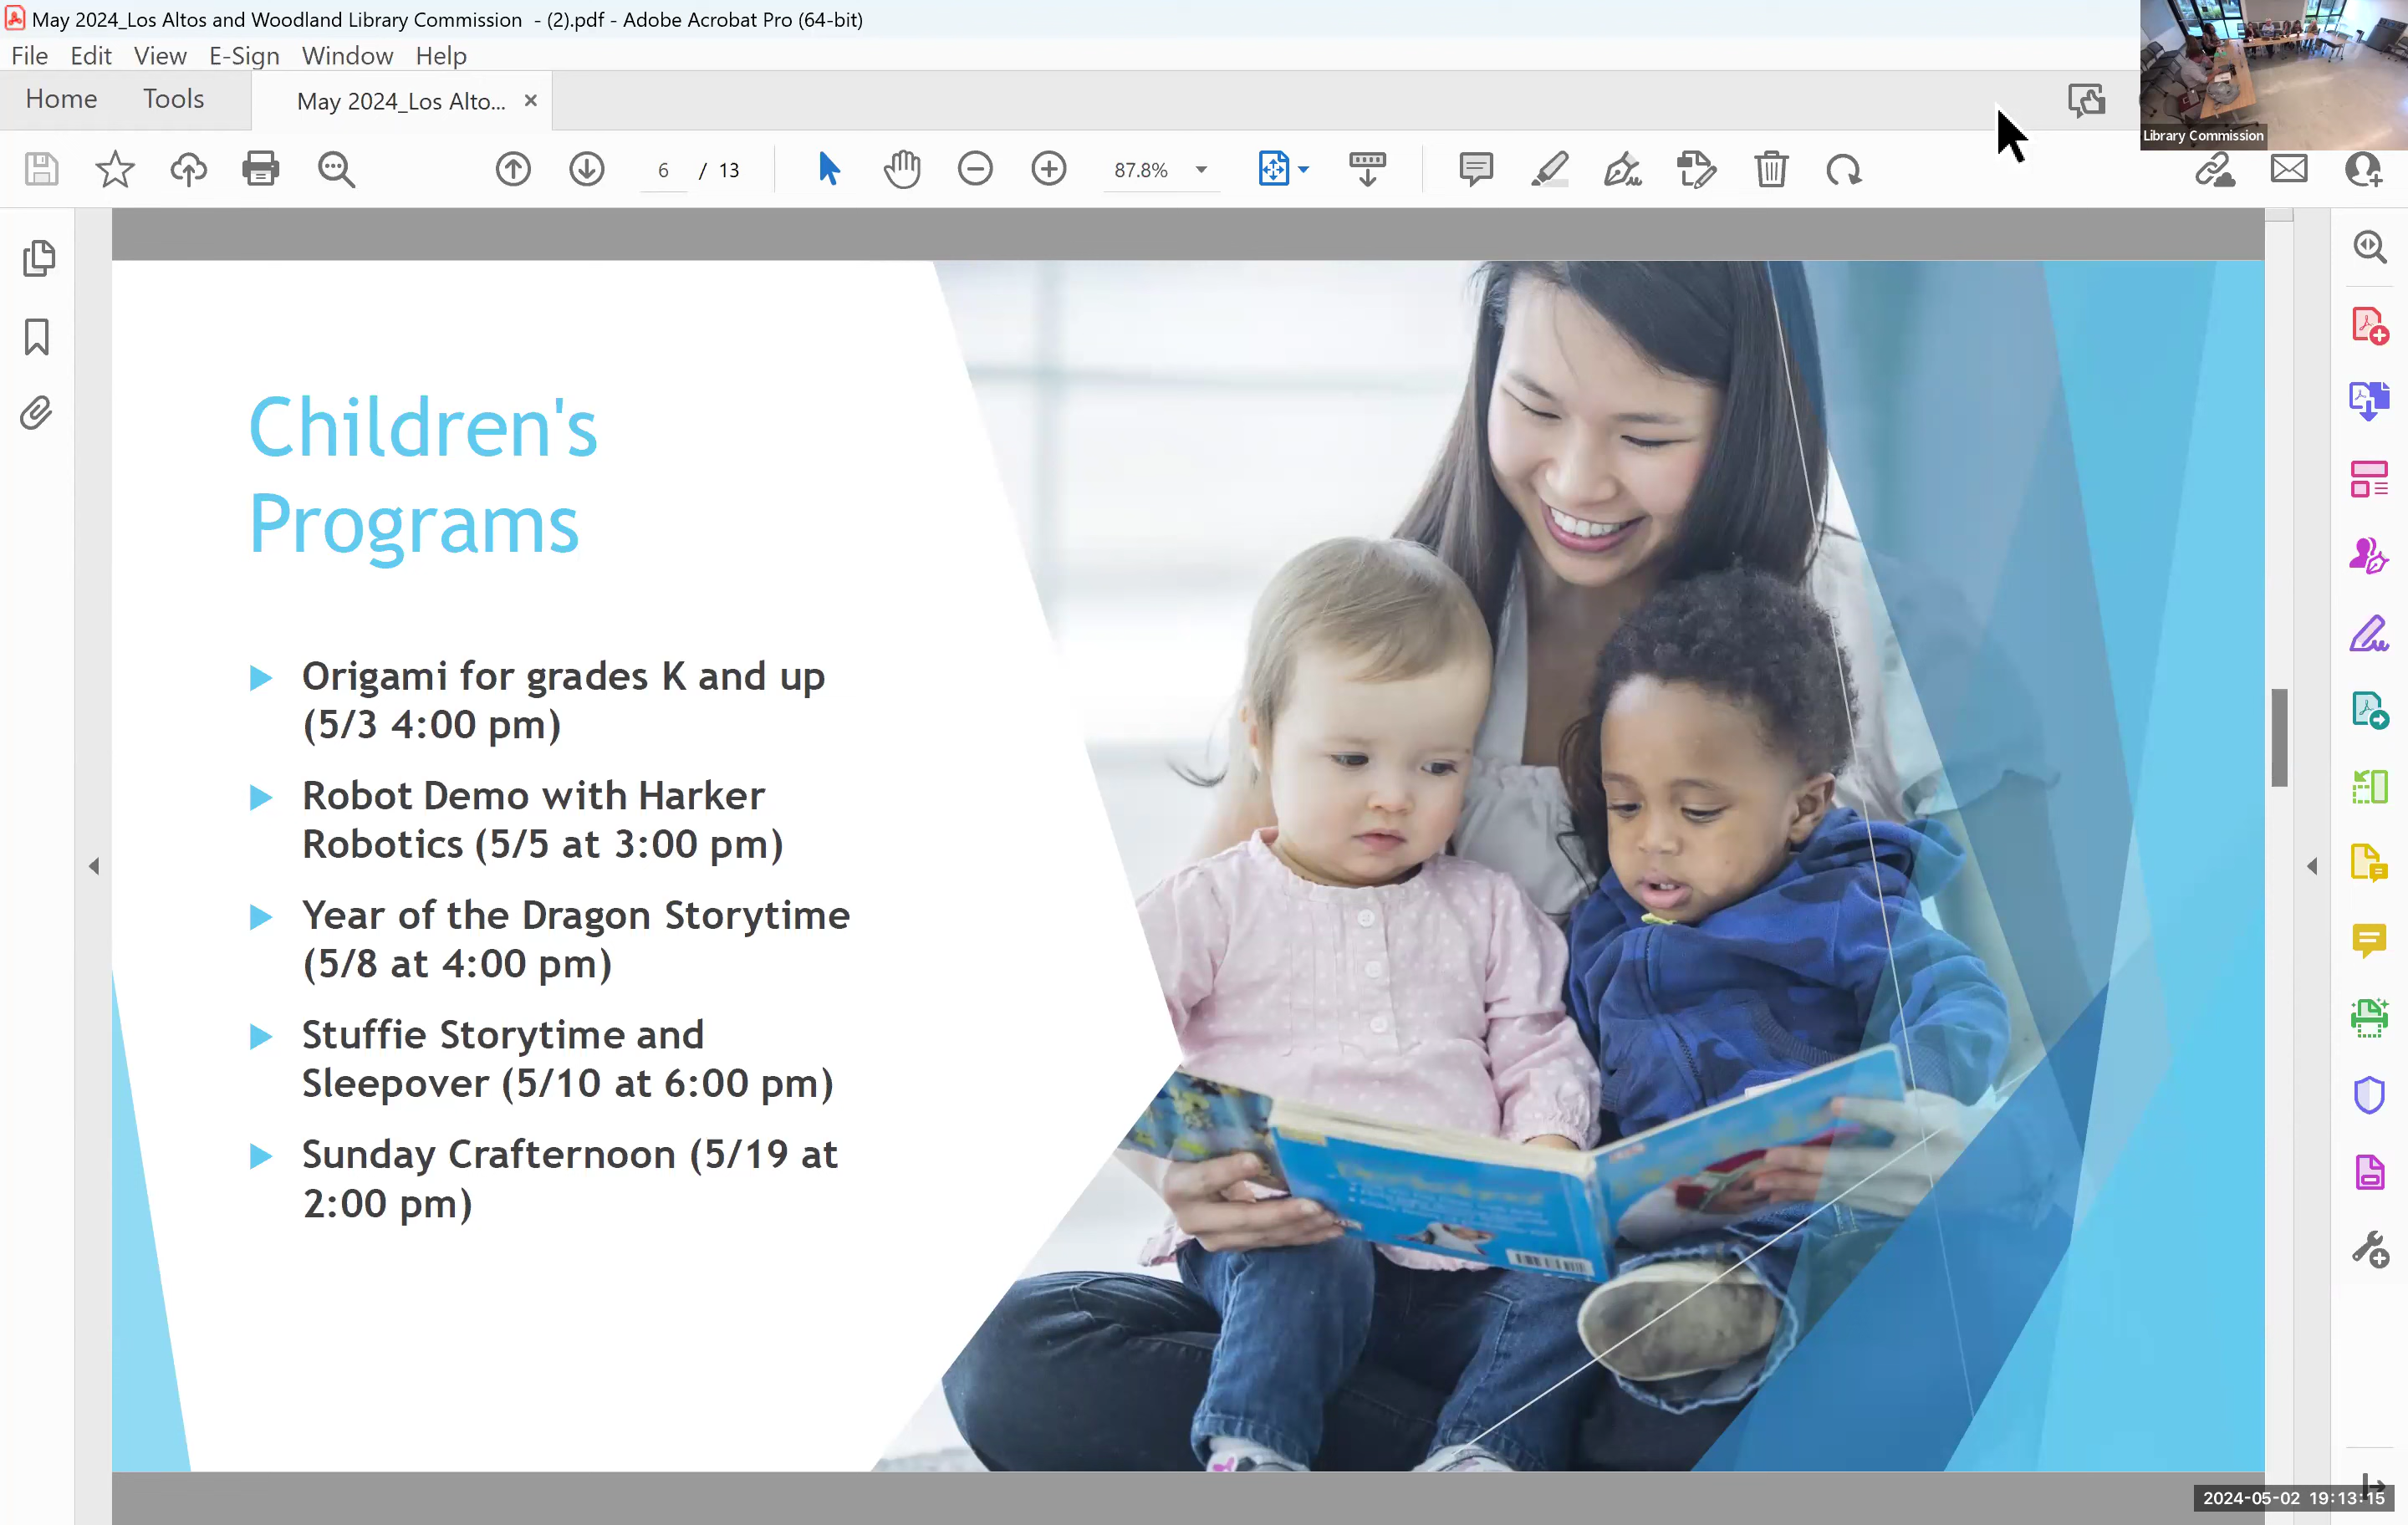 May 2024_Los Altos and Woodland Library Commission - (2).pdf - Adobe Acrobat Pro (64-bit)
File Edit View E-Sign Window Help
Home Tools May 2024_Los Alto... ×
Library Commission
6 / 13 87.8%
Children's
Programs
Origami for grades K and up
(5/3 4:00 pm)
Robot Demo with Harker
Robotics (5/5 at 3:00 pm)
Year of the Dragon Storytime
(5/8 at 4:00 pm)
Stuffie Storytime and
Sleepover (5/10 at 6:00 pm)
Sunday Crafternoon (5/19 at
2:00 pm)
2024-05-02 19:13:15